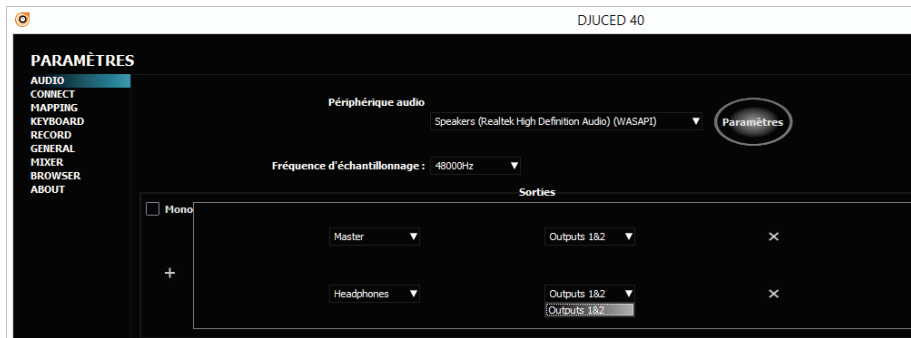 DJUCED 40
PARAMÈTRES
AUDIO
CONNECT
MAPPING
KEYBOARD
RECORD
GENERAL
MIXER
BROWSER
ABOUT
Périphérique audio
Speakers (Realtek High Definition Audio) (WASAPI)
Paramètres
Fréquence d'échantillonnage : 48000Hz
Sorties
Mono
Master Outputs 1&2
Headphones Outputs 1&2
Outputs 1&2